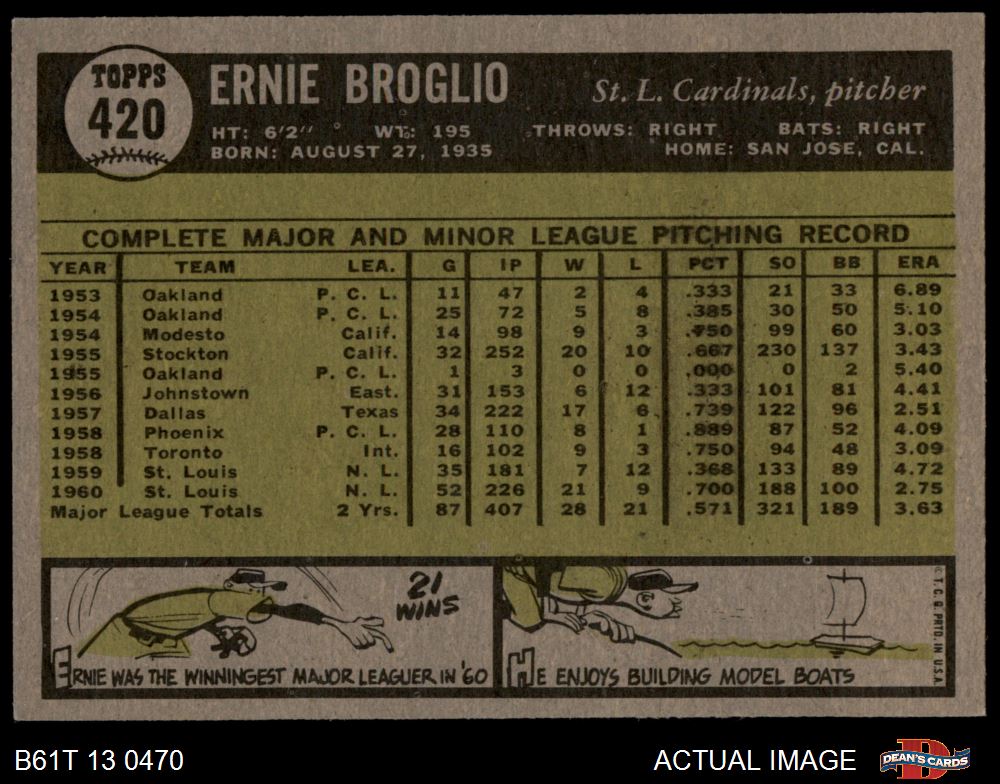 TOPPS
420
ERNIE BROGLIO
St. L. Cardinals, pitcher
HT: 6'2" WT: 195 THROWS: RIGHT BATS: RIGHT
BORN: AUGUST 27, 1935 HOME: SAN JOSE, CAL.
COMPLETE MAJOR AND MINOR LEAGUE PITCHING RECORD
YEAR TEAM LEA. G IP W L PCT SO BB ERA
1953 Oakland P. C. L. 11 47 2 4 .333 21 33 6.89
1954 Oakland P. C. L. 25 72 5 8 .385 30 50 5.10
1954 Modesto Calif. 14 98 9 3 .750 99 60 3.03
1955 Stockton Calif. 32 252 20 10 .667 230 137 3.43
1955 Oakland P. C. L. 1 3 0 0 .000 0 2 5.40
1956 Johnstown East. 31 153 6 12 .333 101 81 4.41
1957 Dallas Texas 34 222 17 6 .739 122 96 2.51
1958 Phoenix P. C. L. 28 110 8 1 .889 87 52 4.09
1958 Toronto Int. 16 102 9 3 .750 94 48 3.09
1959 St. Louis N. L. 35 181 7 12 .368 133 89 4.72
1960 St. Louis N. L. 52 226 21 9 .700 188 100 2.75
Major League Totals 2 Yrs. 87 407 28 21 .571 321 189 3.63
21
WINS
ERNIE WAS THE WINNINGEST MAJOR LEAGUER IN '60
HE ENJOYS BUILDING MODEL BOATS
© T. C. G. PRTD. IN U.S.A.
B61T 13 0470
ACTUAL IMAGE
DEAN'S CARDS